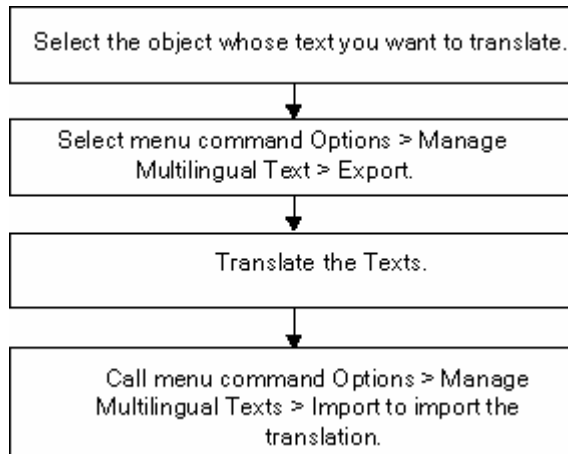 Select the object whose text you want to translate.
Select menu command Options > Manage
Multilingual Text > Export.
Translate the Texts.
Call menu command Options > Manage
Multilingual Texts > Import to import the
translation.